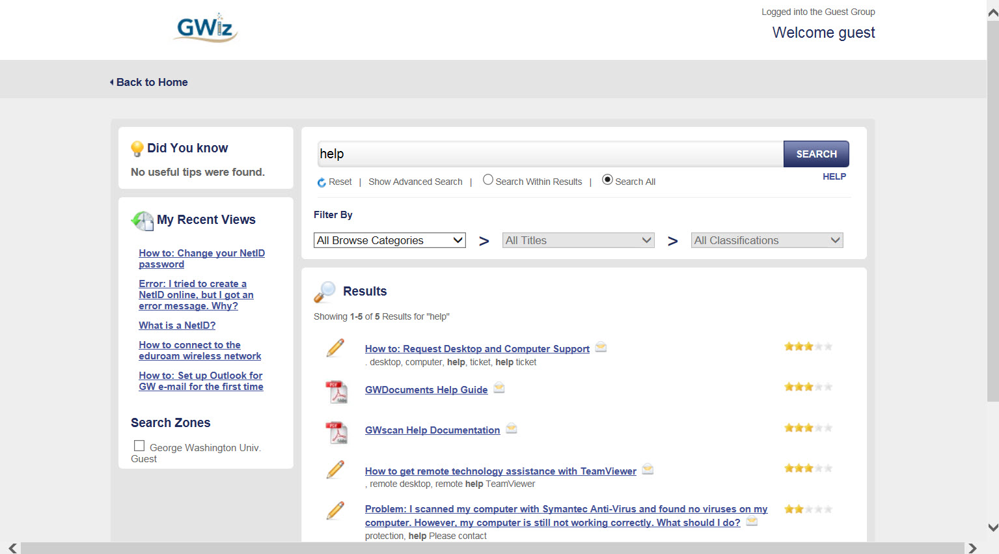 GWiz
Logged into the Guest Group
Welcome guest
Back to Home
Did You know
No useful tips were found.
My Recent Views
How to: Change your NetID
password
Error: I tried to create a
NetID online, but I got an
error message. Why?
What is a NetID?
How to connect to the
eduroam wireless network
How to: Set up Outlook for
GW e-mail for the first time
Search Zones
George Washington Univ.
Guest
help
SEARCH
Reset | Show Advanced Search | Search Within Results | Search All
HELP
Filter By
All Browse Categories > All Titles > All Classifications
Results
Showing 1-5 of 5 Results for "help"
How to: Request Desktop and Computer Support
. desktop, computer, help, ticket, help ticket
PDF
Adobe
GWDocuments Help Guide
PDF
Adobe
GWscan Help Documentation
How to get remote technology assistance with TeamViewer
, remote desktop, remote help TeamViewer
Problem: I scanned my computer with Symantec Anti-Virus and found no viruses on my
computer. However, my computer is still not working correctly. What should I do?
protection, help Please contact